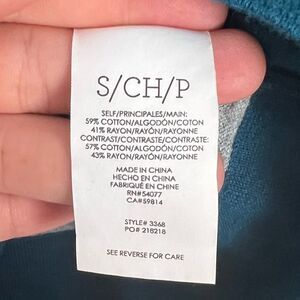 S/CH/P
SELF/PRINCIPALES/MAIN:
59% COTTON/ALGODÓN/COTON
41% RAYON/RAYÓN/RAYONNE
CONTRAST/CONTRASTE/CONTRASTE:
57% COTTON/ALGODÓN/COTON
43% RAYON/RAYÓN/RAYONNE
MADE IN CHINA
HECHO EN CHINA
FABRIQUÉ EN CHINE
RN#54077
CA#59814
STYLE# 3368
PO# 218218
SEE REVERSE FOR CARE